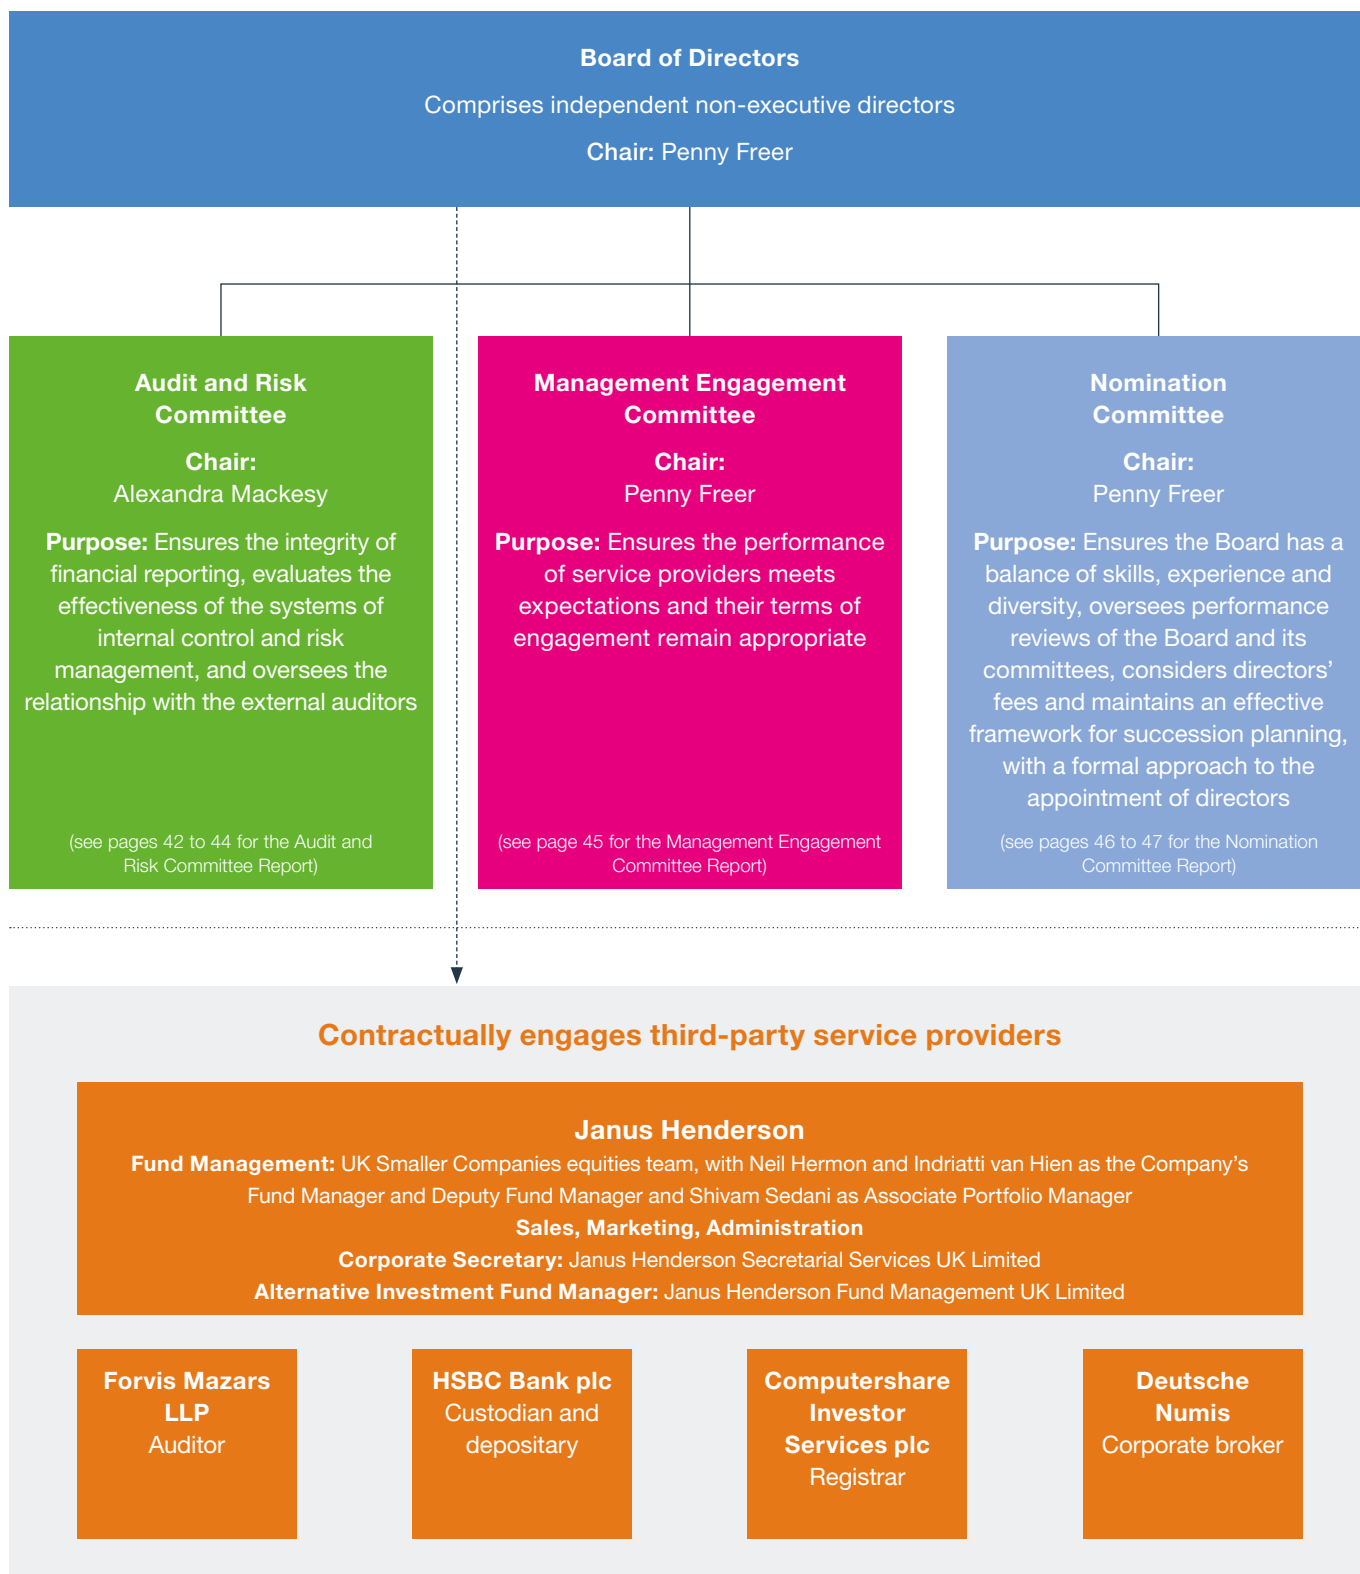 Board of Directors
Comprises independent non-executive directors
Chair: Penny Freer
Audit and Risk
Committee
Chair:
Alexandra Mackesy
Purpose: Ensures the integrity of
financial reporting, evaluates the
effectiveness of the systems of
internal control and risk
management, and oversees the
relationship with the external auditors
(see pages 42 to 44 for the Audit and
Risk Committee Report)
Management Engagement
Committee
Chair:
Penny Freer
Purpose: Ensures the performance
of service providers meets
expectations and their terms of
engagement remain appropriate
(see page 45 for the Management Engagement
Committee Report)
Nomination
Committee
Chair:
Penny Freer
Purpose: Ensures the Board has a
balance of skills, experience and
diversity, oversees performance
reviews of the Board and its
committees, considers directors’
fees and maintains an effective
framework for succession planning,
with a formal approach to the
appointment of directors
(see pages 46 to 47 for the Nomination
Committee Report)
Contractually engages third-party service providers
Janus Henderson
Fund Management: UK Smaller Companies equities team, with Neil Hermon and Indriatti van Hien as the Company’s
Fund Manager and Deputy Fund Manager and Shivam Sedani as Associate Portfolio Manager
Sales, Marketing, Administration
Corporate Secretary: Janus Henderson Secretarial Services UK Limited
Alternative Investment Fund Manager: Janus Henderson Fund Management UK Limited
Forvis Mazars
LLP
Auditor
HSBC Bank plc
Custodian and
depositary
Computershare
Investor
Services plc
Registrar
Deutsche
Numis
Corporate broker